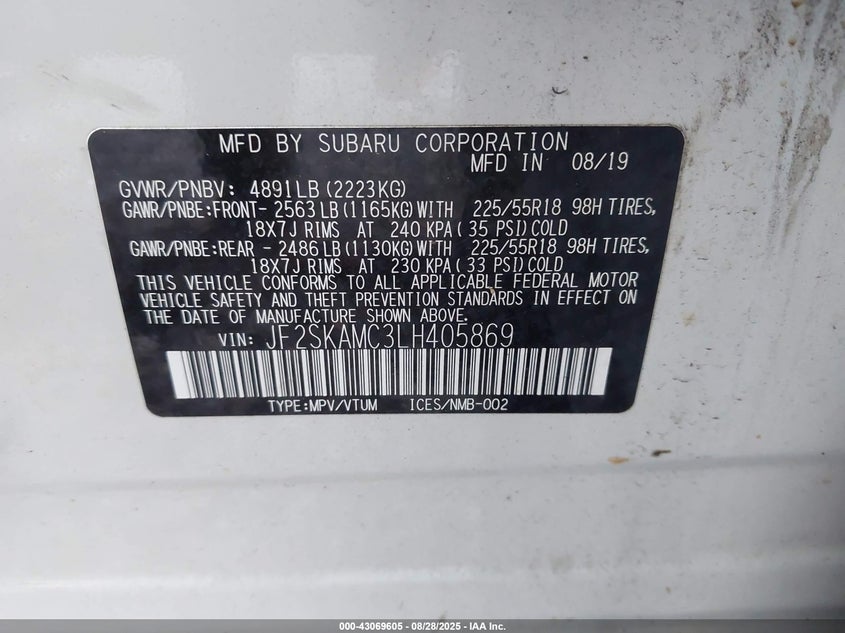 MFD BY SUBARU CORPORATION
MFD IN 08/19
GVWR/PNBV: 4891LB (2223KG)
GAWR/PNBE:FRONT- 2563LB (1165KG) WITH 225/55R18 98H TIRES,
18X7J RIMS AT 240 KPA( 35 PSI) COLD
GAWR/PNBE:REAR - 2486LB (1130KG) WITH 225/55R18 98H TIRES,
18X7J RIMS AT 230 KPA( 33 PSI) COLD
THIS VEHICLE CONFORMS TO ALL APPLICABLE FEDERAL MOTOR
VEHICLE SAFETY AND THEFT PREVENTION STANDARDS IN EFFECT ON
THE DATE OF MANUFACTURE SHOWN ABOVE.
VIN: JF2SKAMC3LH405869
TYPE:MPV/VTUM ICES/NMB-002
000-43069605 - 08/28/2025 - IAA Inc.